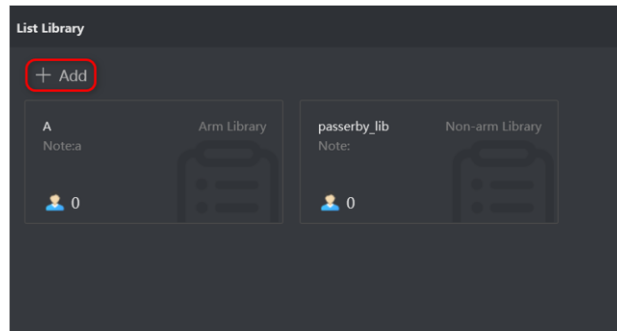 List Library
+ Add
A Arm Library
Note:a
0
passerby_lib Non-arm Library
Note:
0